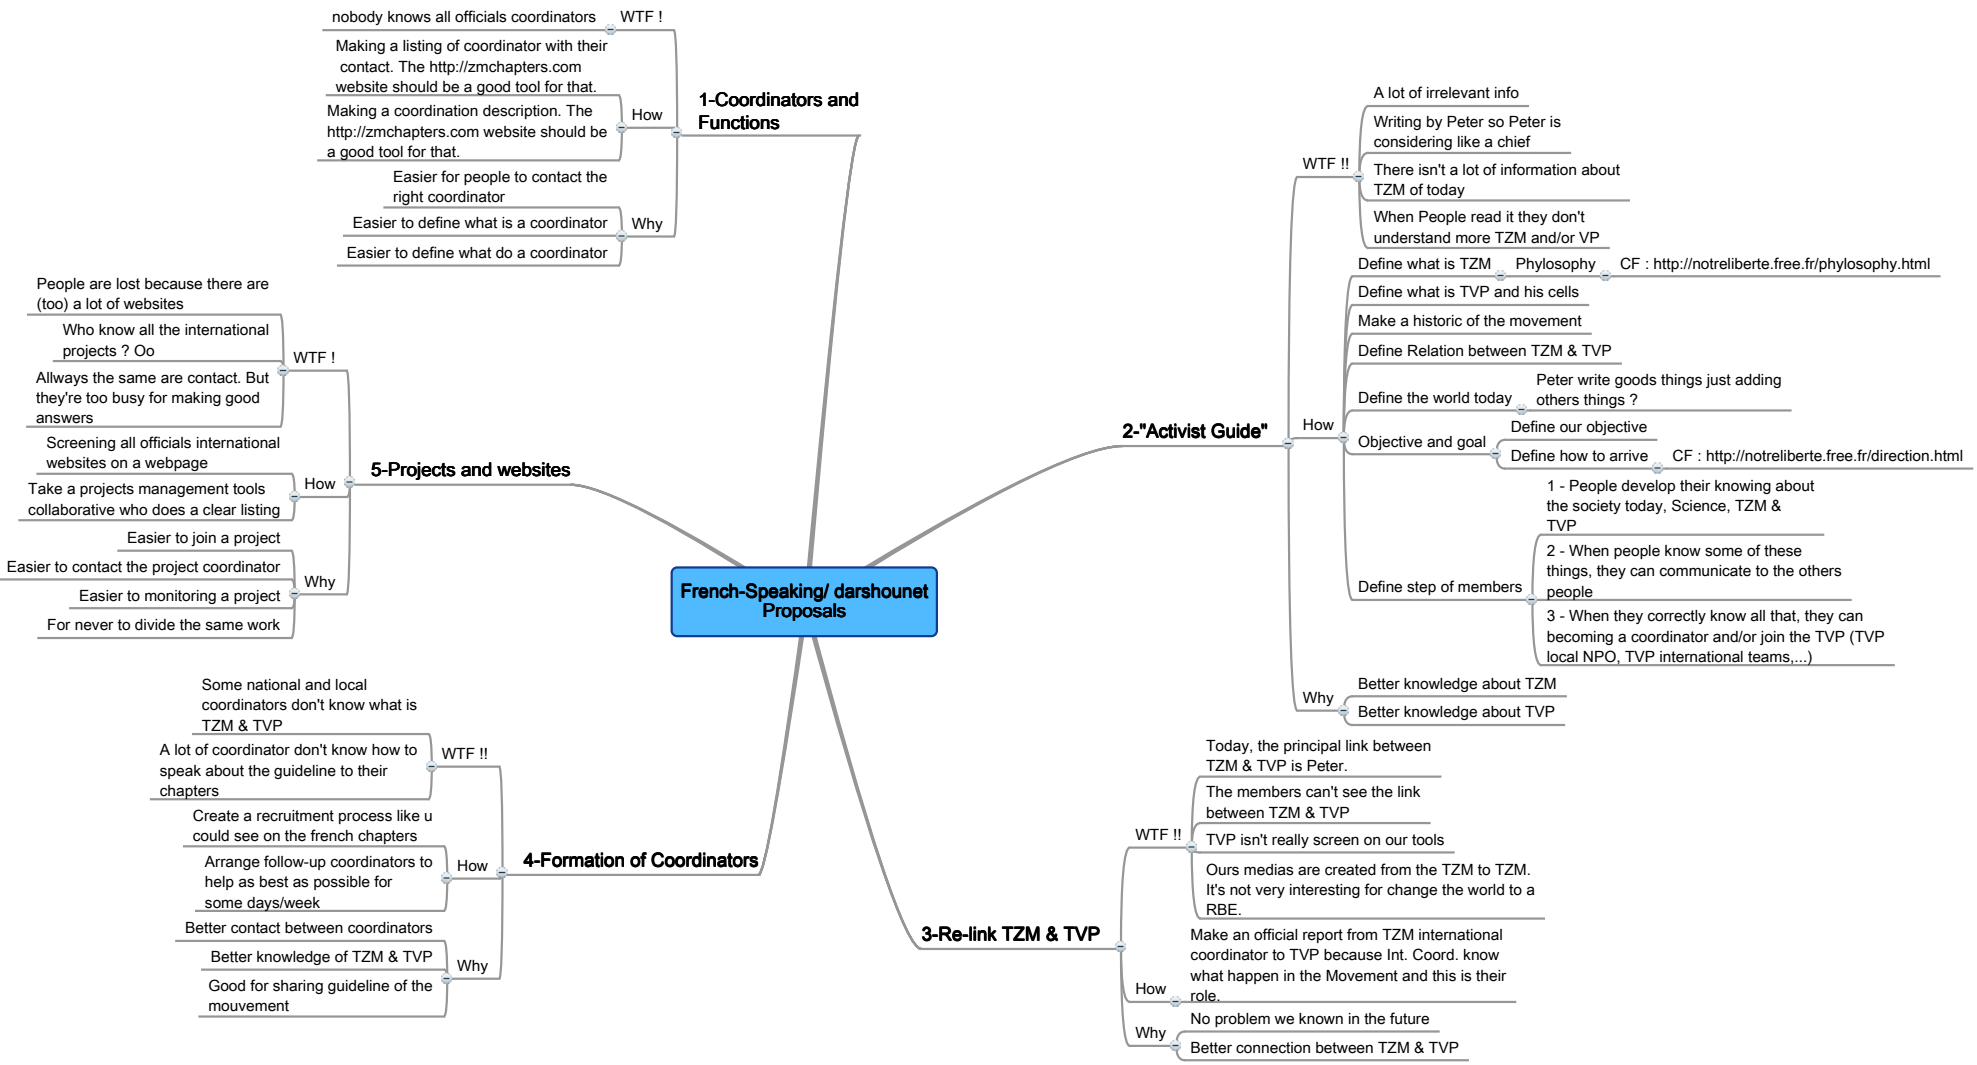 French-Speaking/ darshounet
Proposals
1-Coordinators and
Functions
WTF !
nobody knows all officials coordinators
How
Making a listing of coordinator with their
contact. The http://zmchapters.com
website should be a good tool for that.
Making a coordination description. The
http://zmchapters.com website should be
a good tool for that.
Why
Easier for people to contact the
right coordinator
Easier to define what is a coordinator
Easier to define what do a coordinator
2-"Activist Guide"
WTF !!
A lot of irrelevant info
Writing by Peter so Peter is
considering like a chief
There isn't a lot of information about
TZM of today
When People read it they don't
understand more TZM and/or VP
How
Define what is TZM
Phylosophy
CF : http://notreliberte.free.fr/phylosophy.html
Define what is TVP and his cells
Make a historic of the movement
Define Relation between TZM & TVP
Define the world today
Peter write goods things just adding
others things ?
Objective and goal
Define our objective
Define how to arrive
CF : http://notreliberte.free.fr/direction.html
Define step of members
1 - People develop their knowing about
the society today, Science, TZM &
TVP
2 - When people know some of these
things, they can communicate to the others
people
3 - When they correctly know all that, they can
becoming a coordinator and/or join the TVP (TVP
local NPO, TVP international teams,...)
Why
Better knowledge about TZM
Better knowledge about TVP
3-Re-link TZM & TVP
WTF !!
Today, the principal link between
TZM & TVP is Peter.
The members can't see the link
between TZM & TVP
TVP isn't really screen on our tools
Ours medias are created from the TZM to TZM.
It's not very interesting for change the world to a
RBE.
How
Make an official report from TZM international
coordinator to TVP because Int. Coord. know
what happen in the Movement and this is their
role.
Why
No problem we known in the future
Better connection between TZM & TVP
4-Formation of Coordinators
WTF !!
Some national and local
coordinators don't know what is
TZM & TVP
A lot of coordinator don't know how to
speak about the guideline to their
chapters
How
Create a recruitment process like u
could see on the french chapters
Arrange follow-up coordinators to
help as best as possible for
some days/week
Why
Better contact between coordinators
Better knowledge of TZM & TVP
Good for sharing guideline of the
mouvement
5-Projects and websites
WTF !
People are lost because there are
(too) a lot of websites
Who know all the international
projects ? Oo
Allways the same are contact. But
they're too busy for making good
answers
How
Screening all officials international
websites on a webpage
Take a projects management tools
collaborative who does a clear listing
Why
Easier to join a project
Easier to contact the project coordinator
Easier to monitoring a project
For never to divide the same work